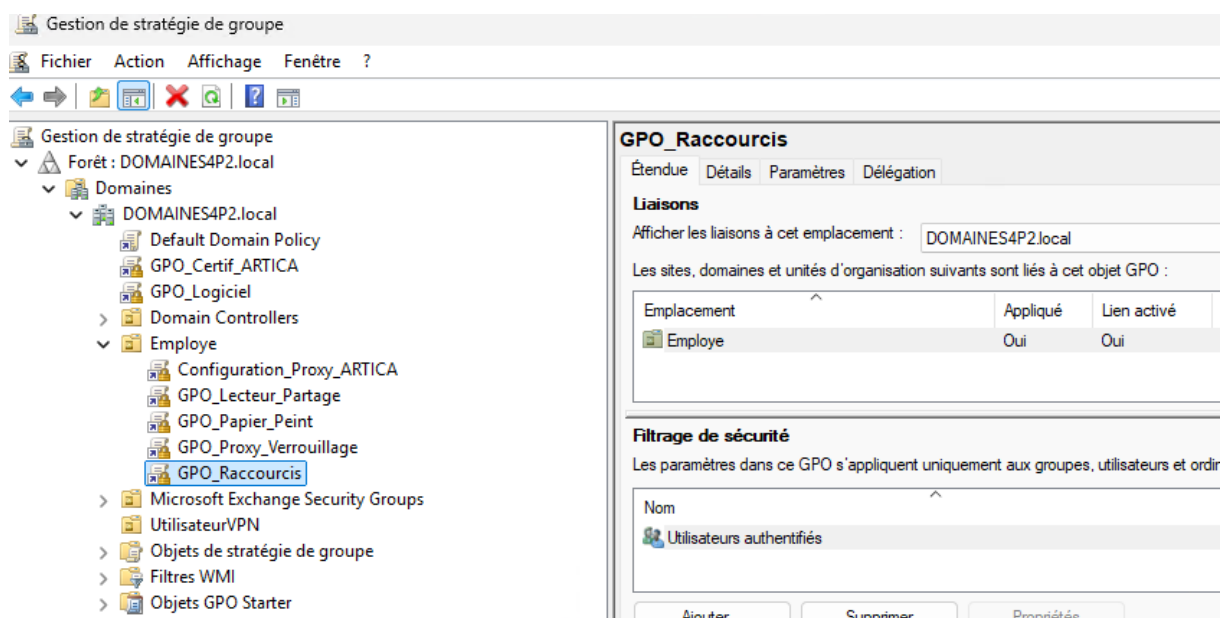 Gestion de stratégie de groupe
Fichier Action Affichage Fenêtre ?
Gestion de stratégie de groupe
Forêt : DOMAINES4P2.local
Domaines
DOMAINES4P2.local
Default Domain Policy
GPO_Certif_ARTICA
GPO_Logiciel
Domain Controllers
Employe
Configuration_Proxy_ARTICA
GPO_Lecteur_Partage
GPO_Papier_Peint
GPO_Proxy_Verrouillage
GPO_Raccourcis
Microsoft Exchange Security Groups
UtilisateurVPN
Objets de stratégie de groupe
Filtres WMI
Objets GPO Starter
GPO_Raccourcis
Étendue Détails Paramètres Délégation
Liaisons
Afficher les liaisons à cet emplacement : DOMAINES4P2.local
Les sites, domaines et unités d'organisation suivants sont liés à cet objet GPO :
Emplacement Appliqué Lien activé
Employe Oui Oui
Filtrage de sécurité
Les paramètres dans ce GPO s'appliquent uniquement aux groupes, utilisateurs et ordin
Nom
Utilisateurs authentifiés
Ajouter... Supprimer Propriétés